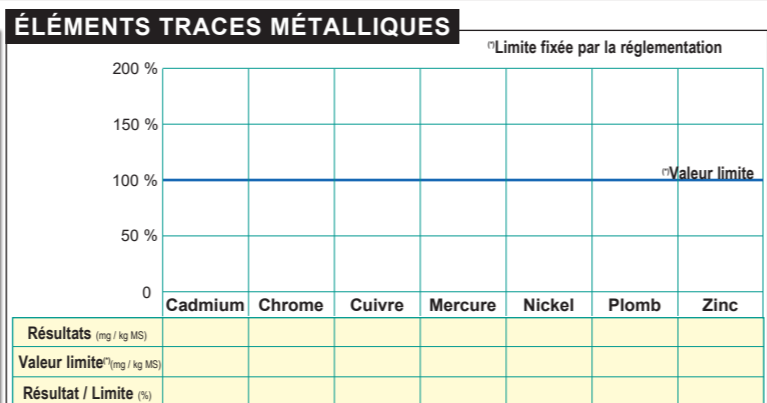 ÉLÉMENTS TRACES MÉTALLIQUES
(*)Limite fixée par la réglementation
200 %
150 %
100 %
(*)Valeur limite
50 %
0
Cadmium Chrome Cuivre Mercure Nickel Plomb Zinc
Résultats (mg / kg MS)
Valeur limite(*)(mg / kg MS)
Résultat / Limite (%)